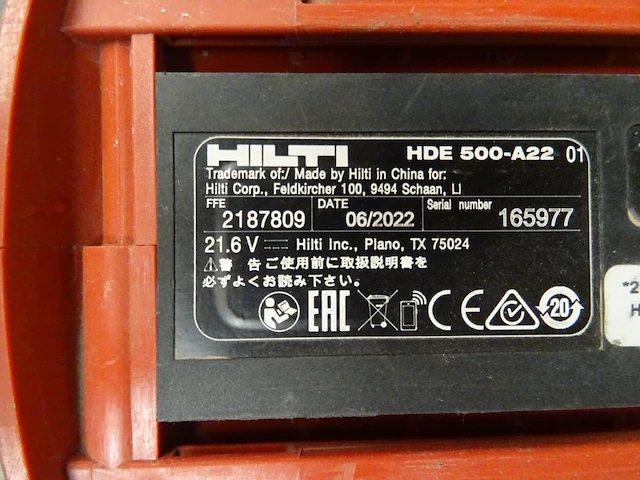 HILTI HDE 500-A22 01
Trademark of:/ Made by Hilti in China for:
Hilti Corp., Feldkircher 100, 9494 Schaan, LI
FFE 2187809 DATE 06/2022 Serial number 165977
21.6 V Hilti Inc., Plano, TX 75024
警 告 ご使用前に取扱説明書を
必ずよくお読み下さい。
EAC CE 20
*2
H